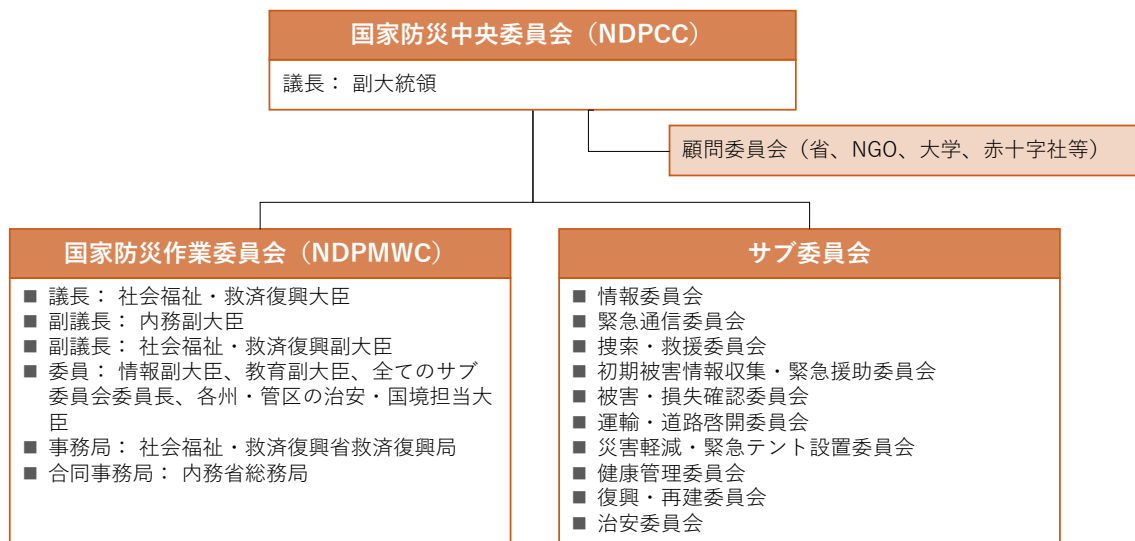 国家防災中央委員会（NDPCC）
議長： 副大統領
顧問委員会（省、NGO、大学、赤十字社等）
国家防災作業委員会（NDPMWC）
■ 議長： 社会福祉・救済復興大臣
■ 副議長： 内務副大臣
■ 副議長： 社会福祉・救済復興副大臣
■ 委員： 情報副大臣、教育副大臣、全てのサブ
委員会委員長、各州・管区の治安・国境担当大
臣
■ 事務局： 社会福祉・救済復興省救済復興局
■ 合同事務局： 内務省総務局
サブ委員会
■ 情報委員会
■ 緊急通信委員会
■ 捜索・救援委員会
■ 初期被害情報収集・緊急援助委員会
■ 被害・損失確認委員会
■ 運輸・道路啓開委員会
■ 災害軽減・緊急テント設置委員会
■ 健康管理委員会
■ 復興・再建委員会
■ 治安委員会